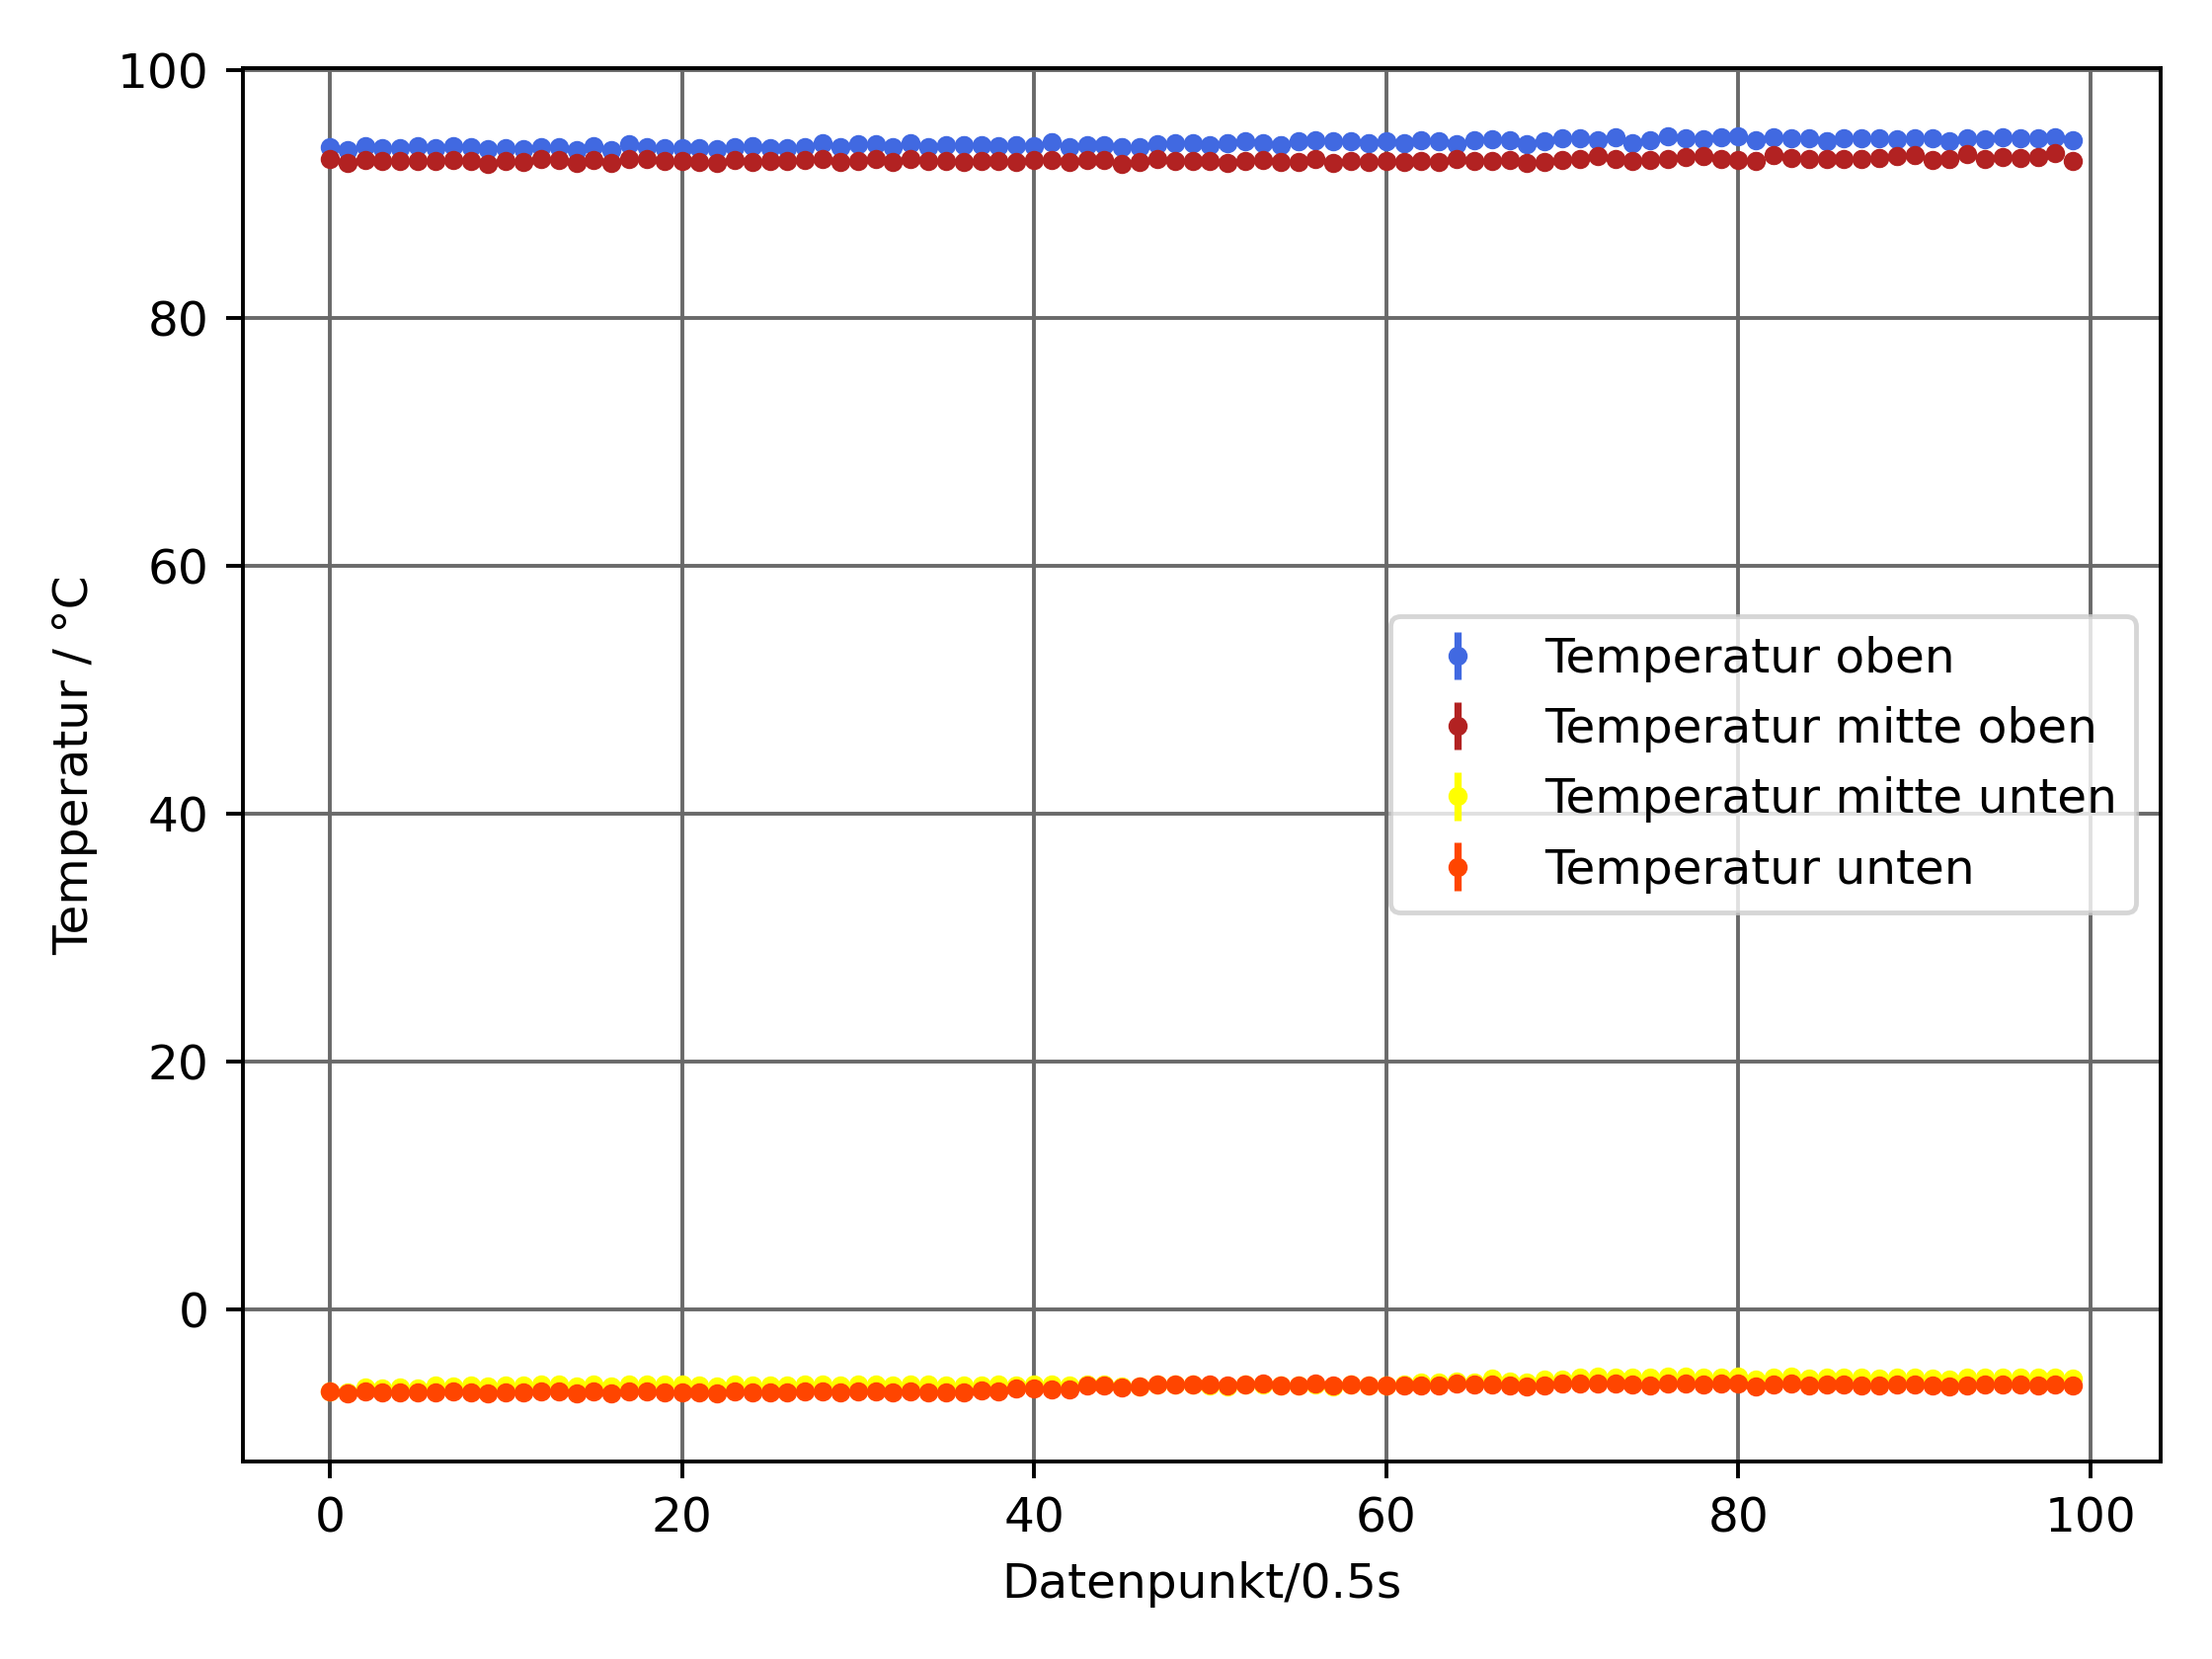 100
80
60
40
20
0
Temperatur / °C
Temperatur oben
Temperatur mitte oben
Temperatur mitte unten
Temperatur unten
0 20 40 60 80 100
Datenpunkt/0.5s